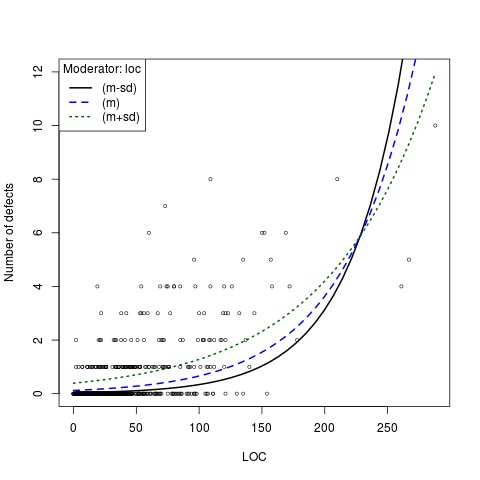 Moderator: loc
(m-sd)
(m)
(m+sd)
Number of defects
12
10
8
6
4
2
0
0 50 100 150 200 250
LOC